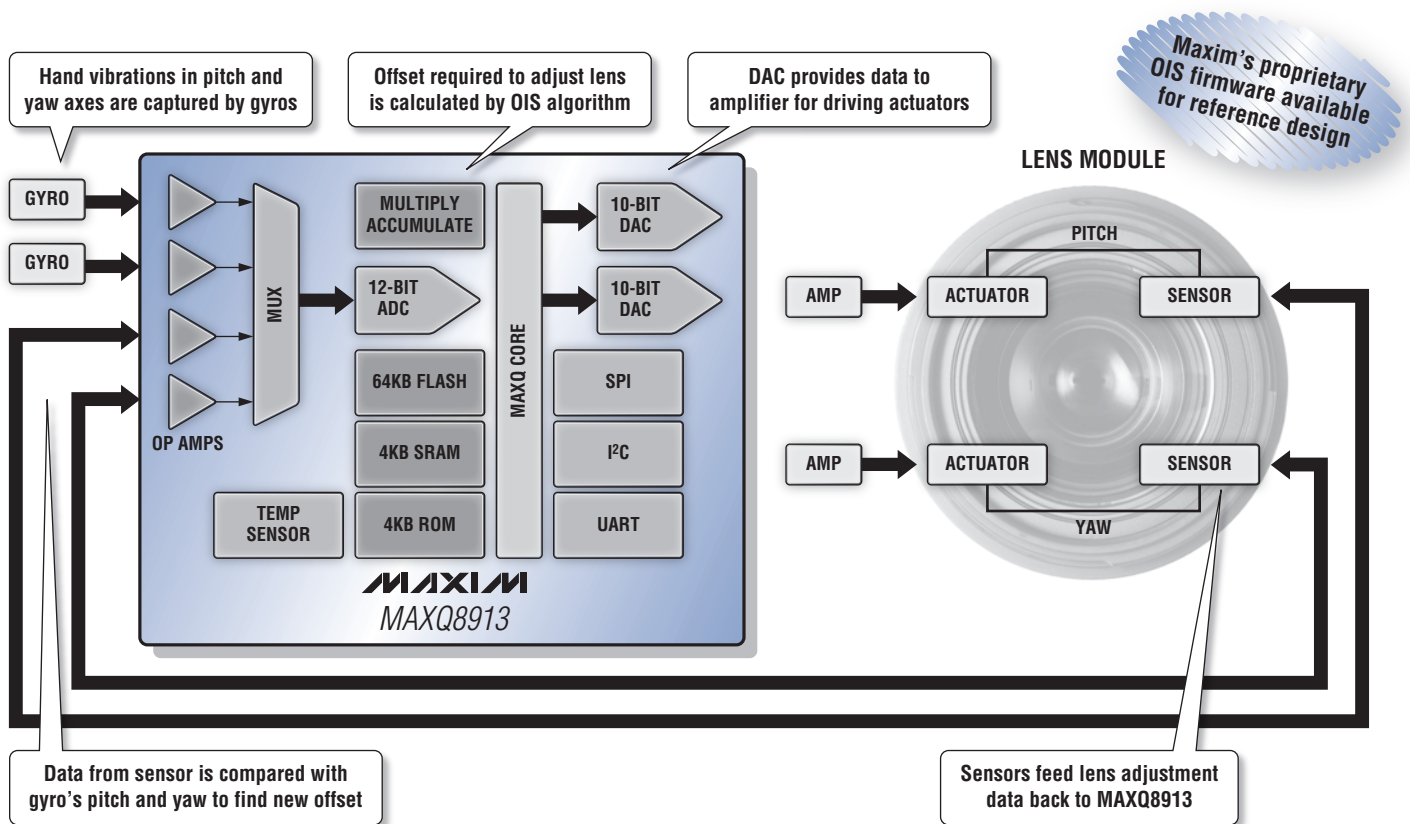 Hand vibrations in pitch and
yaw axes are captured by gyros
Offset required to adjust lens
is calculated by OIS algorithm
DAC provides data to
amplifier for driving actuators
Maxim's proprietary
OIS firmware available
for reference design
LENS MODULE
GYRO
GYRO
MUX
OP AMPS
MULTIPLY
ACCUMULATE
12-BIT
ADC
64KB FLASH
4KB SRAM
4KB ROM
TEMP
SENSOR
MAXQ CORE
10-BIT
DAC
10-BIT
DAC
SPI
I²C
UART
MAXIM
MAXQ8913
AMP
ACTUATOR
PITCH
SENSOR
AMP
ACTUATOR
SENSOR
YAW
Data from sensor is compared with
gyro's pitch and yaw to find new offset
Sensors feed lens adjustment
data back to MAXQ8913